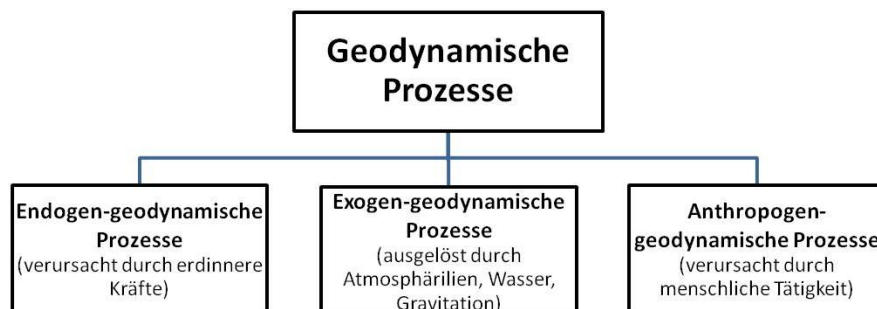 Geodynamische
Prozesse
Endogen-geodynamische
Prozesse
(verursacht durch erdinnere
Kräfte)
Exogen-geodynamische
Prozesse
(ausgelöst durch
Atmosphärilien, Wasser,
Gravitation)
Anthropogen-
geodynamische Prozesse
(verursacht durch
menschliche Tätigkeit)